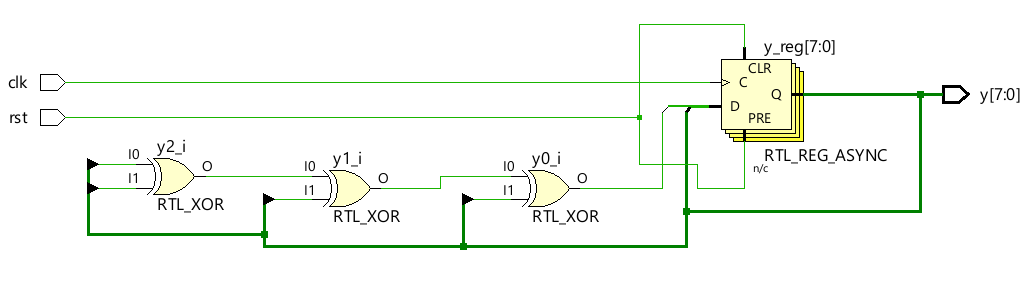 y_reg[7:0]
clk
CLR
C
Q
y[7:0]
rst
D
PRE
RTL_REG_ASYNC
n/c
y2_i
I0
O
I1
RTL_XOR
y1_i
I0
O
I1
RTL_XOR
y0_i
I0
O
I1
RTL_XOR